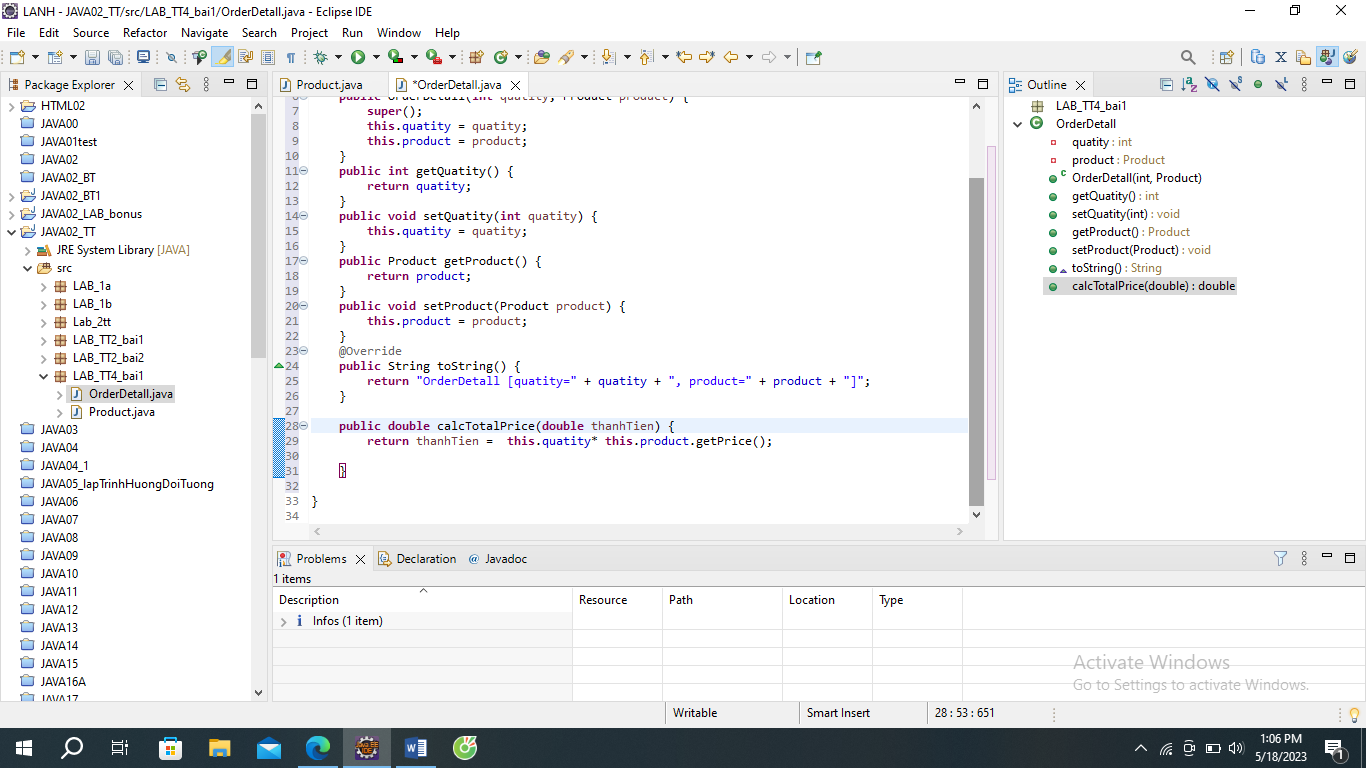 LANH - JAVA02_TT/src/LAB_TT4_bai1/OrderDetall.java - Eclipse IDE
File Edit Source Refactor Navigate Search Project Run Window Help
Package Explorer
HTML02
JAVA00
JAVA01test
JAVA02
JAVA02_BT
JAVA02_BT1
JAVA02_LAB_bonus
JAVA02_TT
JRE System Library [JAVA]
src
LAB_1a
LAB_1b
Lab_2tt
LAB_TT2_bai1
LAB_TT2_bai2
LAB_TT4_bai1
OrderDetall.java
Product.java
JAVA03
JAVA04
JAVA04_1
JAVA05_lapTrinhHuongDoiTuong
JAVA06
JAVA07
JAVA08
JAVA09
JAVA10
JAVA11
JAVA12
JAVA13
JAVA14
JAVA15
JAVA16A
JAVA17
Product.java *OrderDetall.java
6 public OrderDetall(int quatity, Product product) {
7 super();
8 this.quatity = quatity;
9 this.product = product;
10 }
11 public int getQuatity() {
12 return quatity;
13 }
14 public void setQuatity(int quatity) {
15 this.quatity = quatity;
16 }
17 public Product getProduct() {
18 return product;
19 }
20 public void setProduct(Product product) {
21 this.product = product;
22 }
23 @Override
24 public String toString() {
25 return "OrderDetall [quatity=" + quatity + ", product=" + product + "]";
26 }
27
28 public double calcTotalPrice(double thanhTien) {
29 return thanhTien =  this.quatity* this.product.getPrice();
30
31 }
32
33 }
34
Outline
LAB_TT4_bai1
OrderDetall
quatity : int
product : Product
OrderDetall(int, Product)
getQuatity() : int
setQuatity(int) : void
getProduct() : Product
setProduct(Product) : void
toString() : String
calcTotalPrice(double) : double
Problems Declaration @ Javadoc
1 items
Description Resource Path Location Type
Infos (1 item)
Activate Windows
Go to Settings to activate Windows.
Writable Smart Insert 28 : 53 : 651
1:06 PM
5/18/2023
1